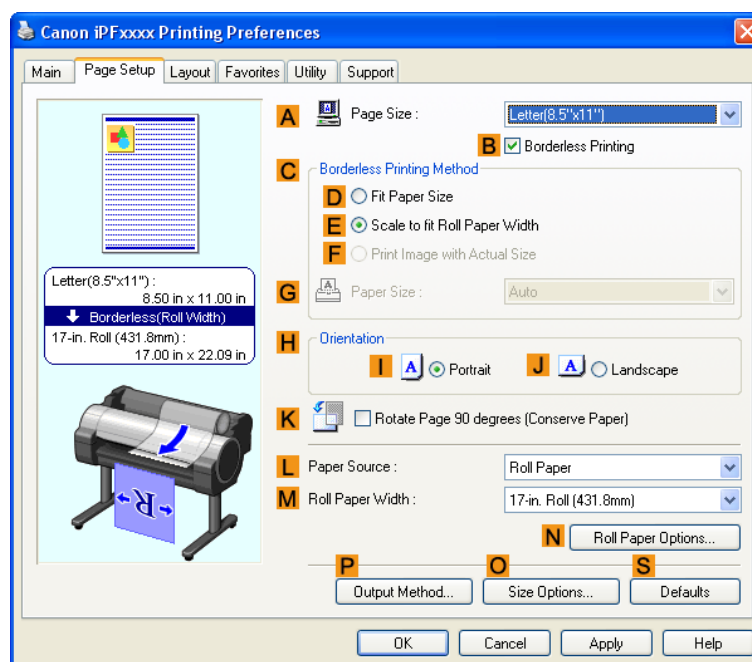 Canon iPFxxxx Printing Preferences
Main Page Setup Layout Favorites Utility Support
A Page Size : Letter(8.5"x11")
B Borderless Printing
C Borderless Printing Method
D Fit Paper Size
E Scale to fit Roll Paper Width
F Print Image with Actual Size
G Paper Size : Auto
Letter(8.5"x11") :
8.50 in x 11.00 in
Borderless(Roll Width)
17-in. Roll (431.8mm) :
17.00 in x 22.09 in
H Orientation
I A Portrait J A Landscape
K Rotate Page 90 degrees (Conserve Paper)
L Paper Source : Roll Paper
M Roll Paper Width : 17-in. Roll (431.8mm)
R
N Roll Paper Options...
P O S
Output Method... Size Options... Defaults
OK Cancel Apply Help